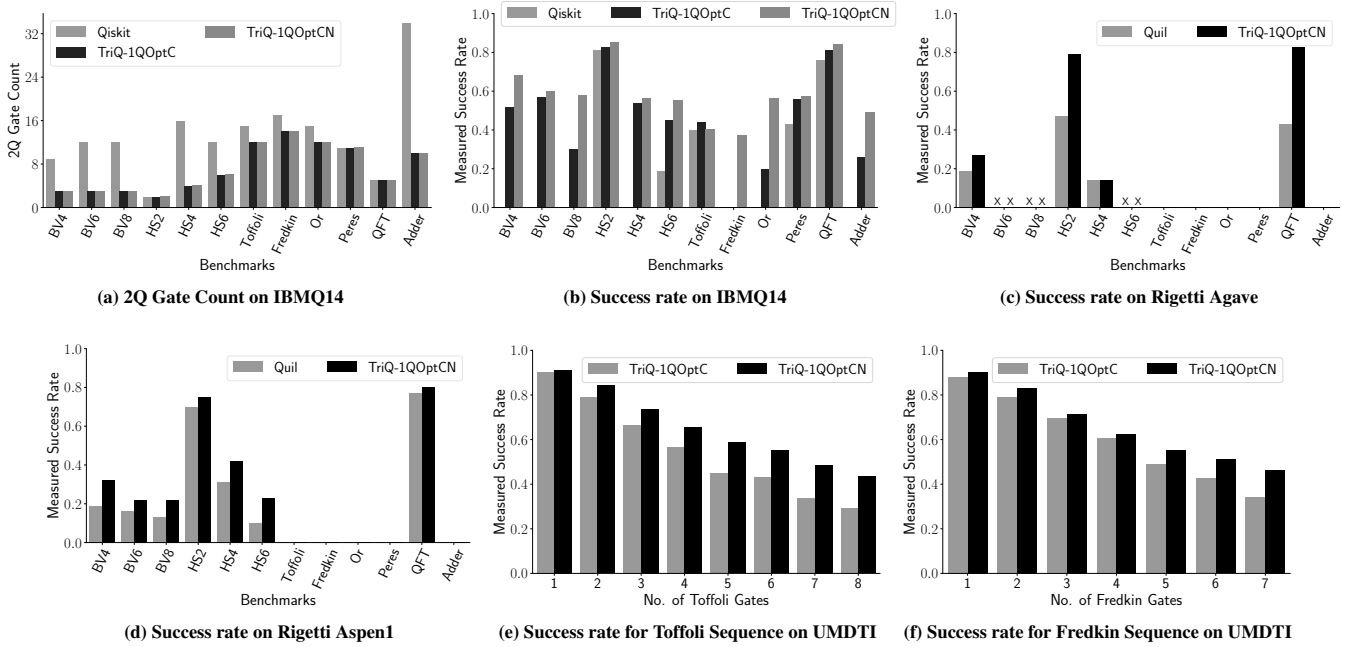 Qiskit
TriQ-1QOptC
TriQ-1QOptCN
2Q Gate Count
32
24
16
8
0
BV4 BV6 BV8 HS2 HS4 HS6 Toffoli Fredkin Or Peres QFT Adder
Benchmarks
(a) 2Q Gate Count on IBMQ14
Qiskit TriQ-1QOptC TriQ-1QOptCN
Measured Success Rate
1.0
0.8
0.6
0.4
0.2
0.0
BV4 BV6 BV8 HS2 HS4 HS6 Toffoli Fredkin Or Peres QFT Adder
Benchmarks
(b) Success rate on IBMQ14
Quil TriQ-1QOptCN
Measured Success Rate
1.0
0.8
0.6
0.4
0.2
0.0
x x x x x x
BV4 BV6 BV8 HS2 HS4 HS6 Toffoli Fredkin Or Peres QFT Adder
Benchmarks
(c) Success rate on Rigetti Agave
Quil TriQ-1QOptCN
Measured Success Rate
1.0
0.8
0.6
0.4
0.2
0.0
BV4 BV6 BV8 HS2 HS4 HS6 Toffoli Fredkin Or Peres QFT Adder
Benchmarks
(d) Success rate on Rigetti Aspen1
TriQ-1QOptC TriQ-1QOptCN
Measured Success Rate
1.0
0.8
0.6
0.4
0.2
0.0
1 2 3 4 5 6 7 8
No. of Toffoli Gates
(e) Success rate for Toffoli Sequence on UMDTI
TriQ-1QOptC TriQ-1QOptCN
Measured Success Rate
1.0
0.8
0.6
0.4
0.2
0.0
1 2 3 4 5 6 7
No. of Fredkin Gates
(f) Success rate for Fredkin Sequence on UMDTI